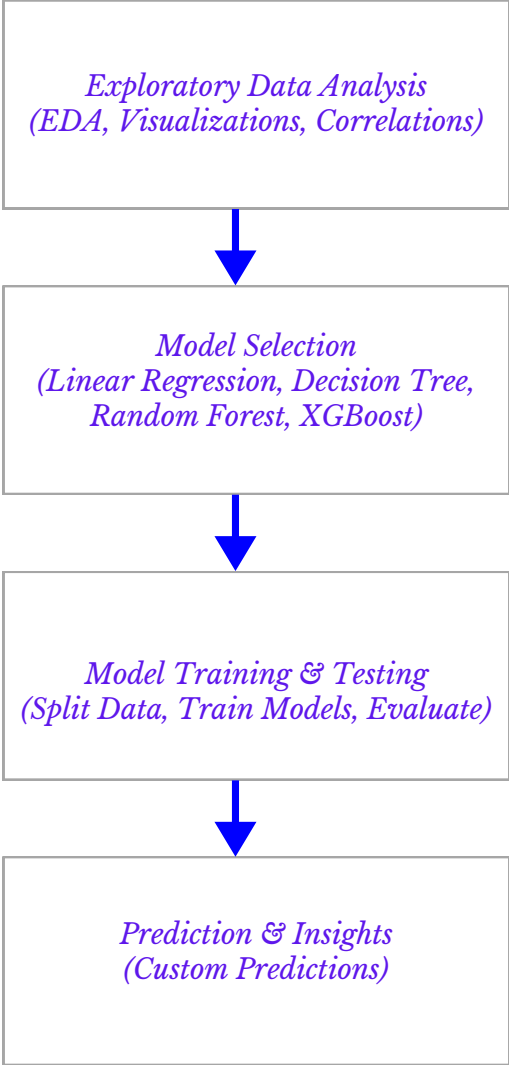 Exploratory Data Analysis
(EDA, Visualizations, Correlations)
Model Selection
(Linear Regression, Decision Tree,
Random Forest, XGBoost)
Model Training & Testing
(Split Data, Train Models, Evaluate)
Prediction & Insights
(Custom Predictions)